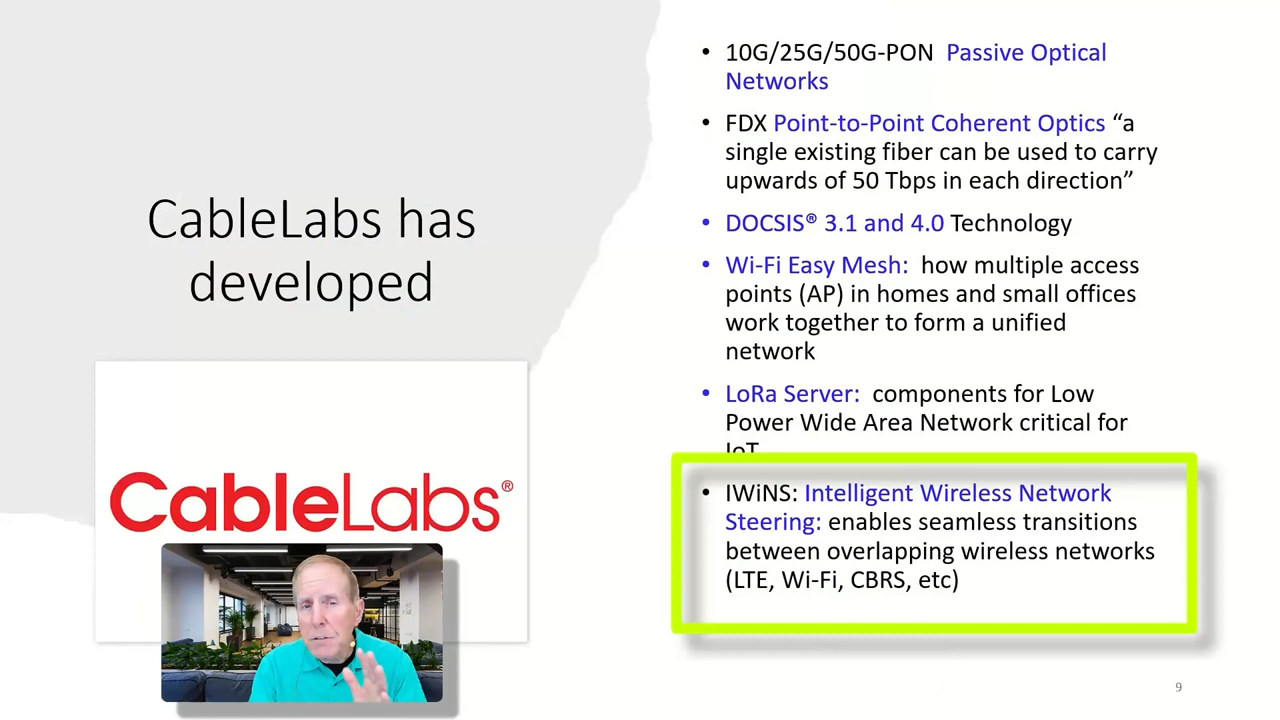 CableLabs has
developed
CableLabs®
• 10G/25G/50G-PON  Passive Optical
Networks
• FDX Point-to-Point Coherent Optics “a
single existing fiber can be used to carry
upwards of 50 Tbps in each direction”
• DOCSIS® 3.1 and 4.0 Technology
• Wi-Fi Easy Mesh:  how multiple access
points (AP) in homes and small offices
work together to form a unified
network
• LoRa Server:  components for Low
Power Wide Area Network critical for
IoT
• IWiNS: Intelligent Wireless Network
Steering: enables seamless transitions
between overlapping wireless networks
(LTE, Wi-Fi, CBRS, etc)
9